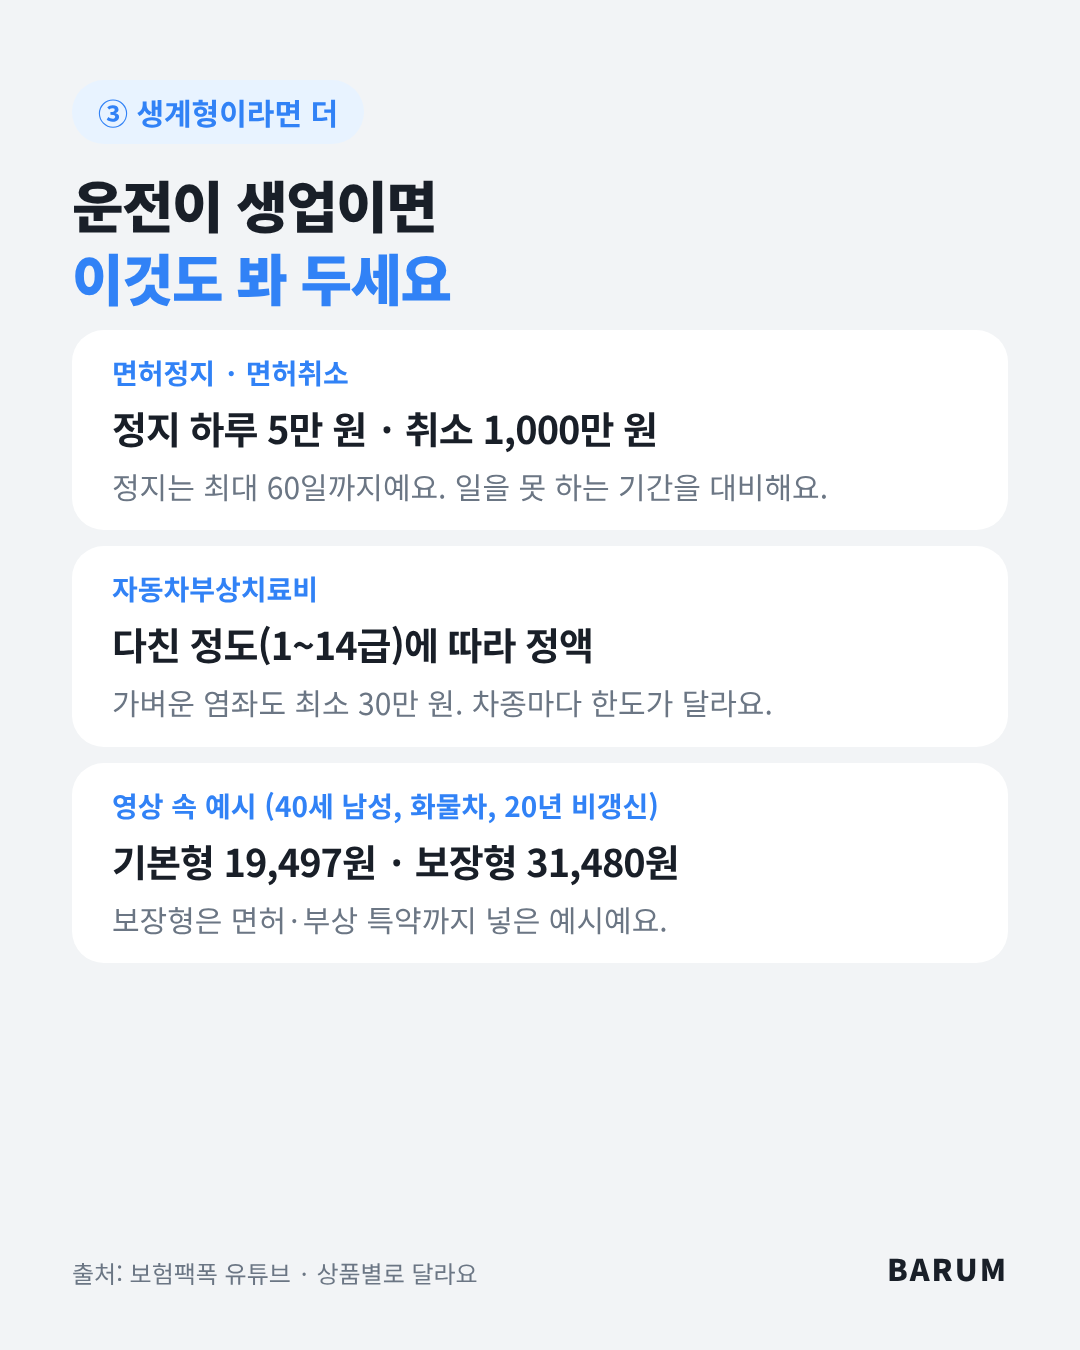 ③ 생계형이라면 더
운전이 생업이면
이것도 봐 두세요
면허정지 · 면허취소
정지 하루 5만 원 · 취소 1,000만 원
정지는 최대 60일까지예요. 일을 못 하는 기간을 대비해요.
자동차부상치료비
다친 정도(1~14급)에 따라 정액
가벼운 염좌도 최소 30만 원. 차종마다 한도가 달라요.
영상 속 예시 (40세 남성, 화물차, 20년 비갱신)
기본형 19,497원 · 보장형 31,480원
보장형은 면허·부상 특약까지 넣은 예시예요.
출처: 보험팩폭 유튜브 · 상품별로 달라요
BARUM